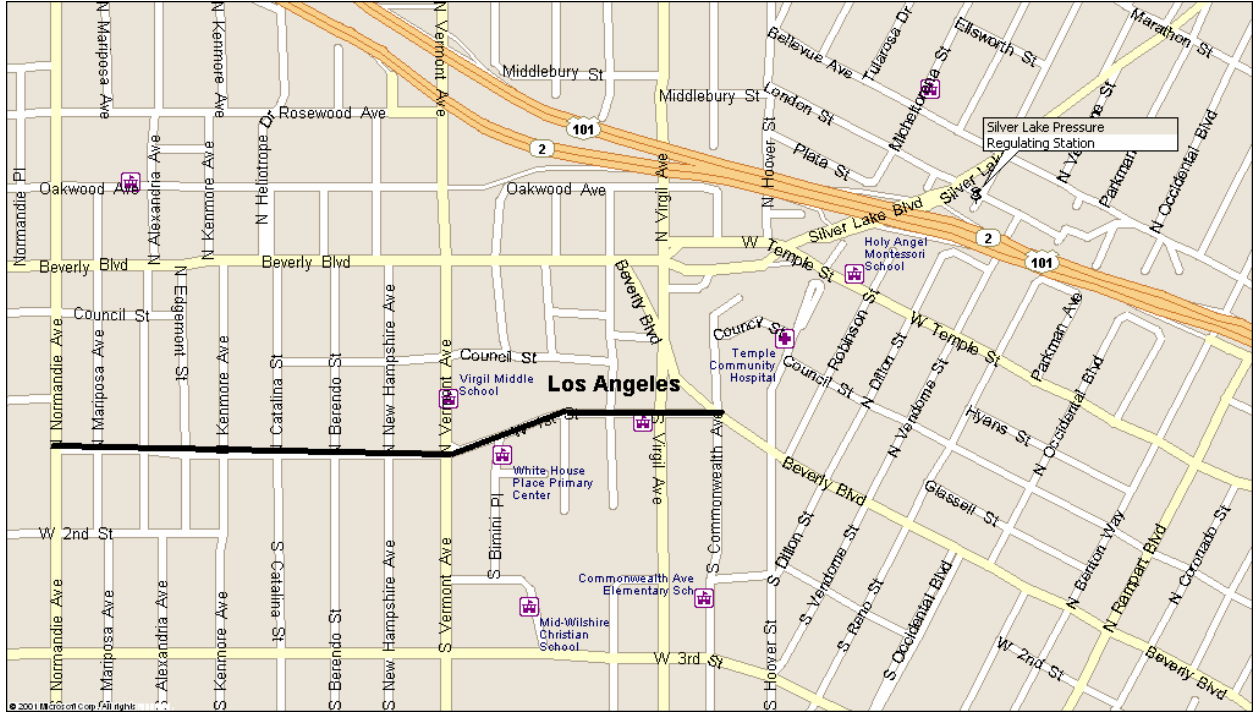 N Mariposa Ave
N Kenmore Ave
N Vermont Ave
Middlebury St
Middlebury St
Bellevue Ave
Tularosa Dr
Ellsworth St
Marathon St
Rosewood Ave
101
2
N Hoover St
London St
Micheltorena St
Plata St
Silver Lake Pressure
Regulating Station
Parkman
N Occidental Blvd
Normandie Pl
Oakwood Ave
N Alexandria Ave
N Kenmore Ave
N Heliotrope Dr
Oakwood Ave
N Virgil Ave
Silver Lake Blvd
Silver Lak
2
101
Beverly Blvd
Beverly Blvd
W Temple St
Holy Angel
Montessori
School
N Edgemont St
Beverly Blvd
Council St
Council St
Temple
Community
Hospital
Council St
Robinson St
N Dillon St
N Vendome St
W Temple St
Parkman Ave
N Occidental Blvd
Hyans St
N Normandie Ave
N Mariposa Ave
N Kenmore Ave
N Catalina St
N Berendo St
N New Hampshire Ave
N Vermont Ave
Council St
Virgil Middle
School
Los Angeles
W 1st St
White House
Place Primary
Center
S Virgil Ave
S Commonwealth Ave
Beverly Blvd
Glassell St
N Benton Way
N Rampart Blvd
N Coronado St
W 2nd St
S Bimini Pl
S Normandie Ave
S Mariposa Ave
S Alexandria Ave
S Kenmore Ave
S Catalina St
S Berendo St
S New Hampshire Ave
S Vermont Ave
Mid-Wilshire
Christian
School
Commonwealth Ave
Elementary Sch
W 3rd St
S Hoover St
S Dillon St
S Vendome St
S Reno St
S Occidental Blvd
W 2nd St
Beverly Blvd
© 2001 Microsoft Corp. All rights